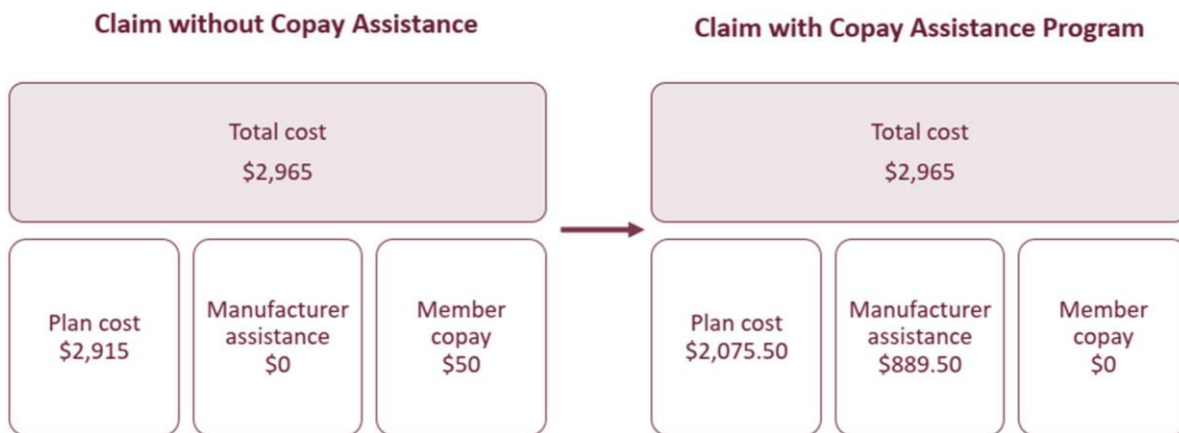 Claim without Copay Assistance
Total cost
$2,965
Plan cost
$2,915
Manufacturer
assistance
$0
Member
copay
$50
Claim with Copay Assistance Program
Total cost
$2,965
Plan cost
$2,075.50
Manufacturer
assistance
$889.50
Member
copay
$0